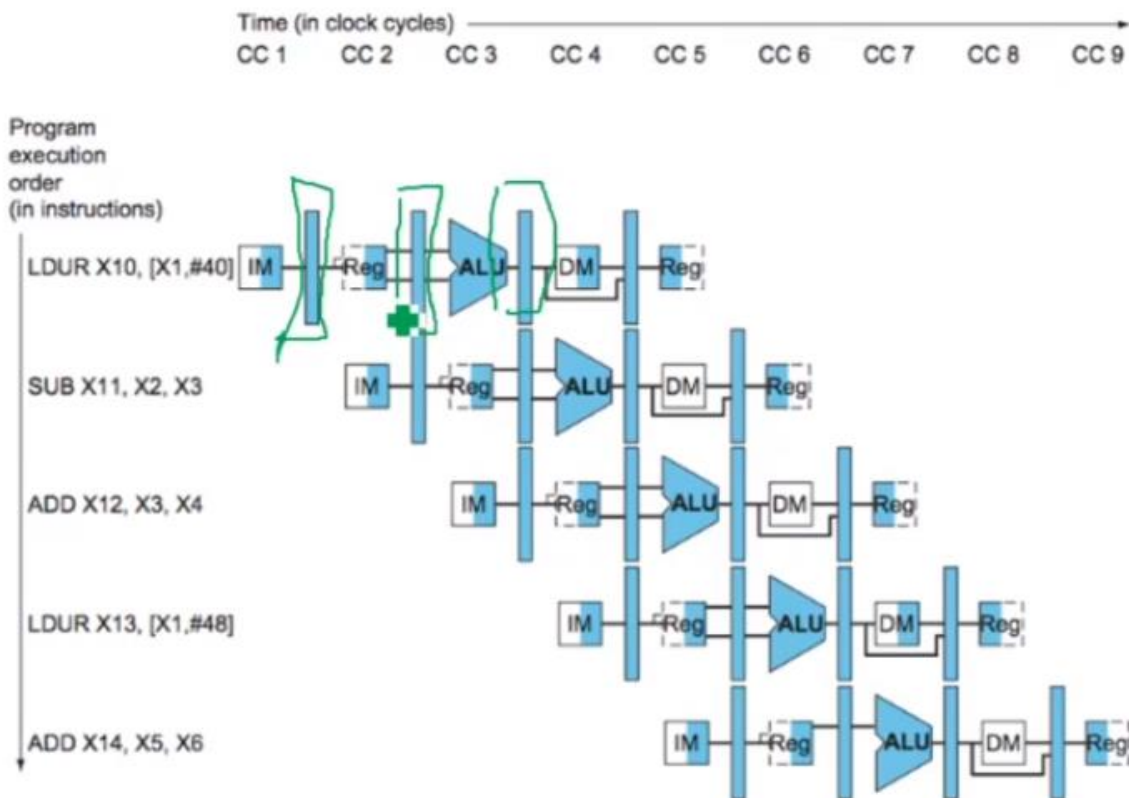 Time (in clock cycles)
CC 1 CC 2 CC 3 CC 4 CC 5 CC 6 CC 7 CC 8 CC 9
Program
execution
order
(in instructions)
LDUR X10, [X1,#40] IM Reg ALU DM Reg
SUB X11, X2, X3 IM Reg ALU DM Reg
ADD X12, X3, X4 IM Reg ALU DM Reg
LDUR X13, [X1,#48] IM Reg ALU DM Reg
ADD X14, X5, X6 IM Reg ALU DM Reg